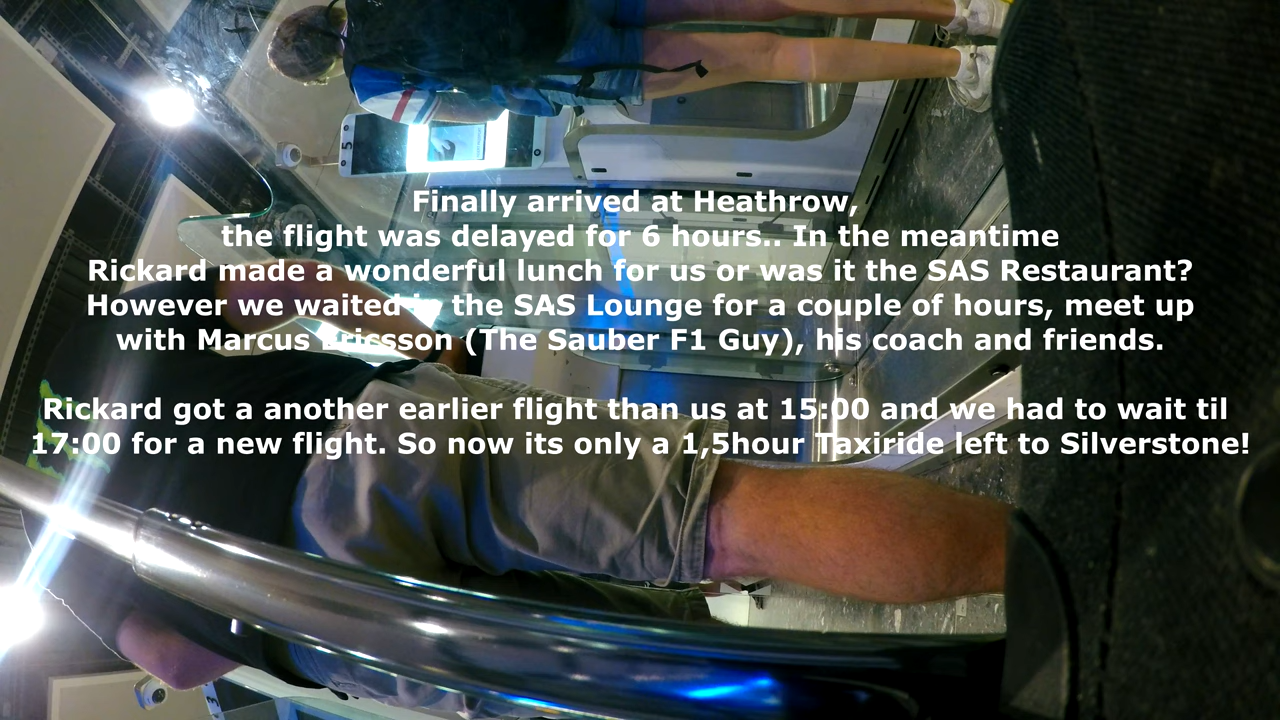 Finally arrived at Heathrow,
the flight was delayed for 6 hours.. In the meantime
Rickard made a wonderful lunch for us or was it the SAS Restaurant?
However we waited in the SAS Lounge for a couple of hours, meet up
with Marcus Ericsson (The Sauber F1 Guy), his coach and friends.
Rickard got a another earlier flight than us at 15:00 and we had to wait til
17:00 for a new flight. So now its only a 1,5hour Taxiride left to Silverstone!
5
3